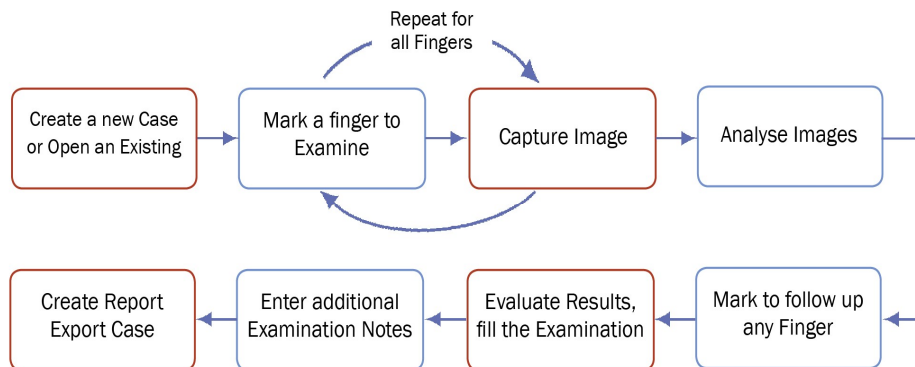 Repeat for
all Fingers
Create a new Case
or Open an Existing
Mark a finger to
Examine
Capture Image
Analyse Images
Mark to follow up
any Finger
Evaluate Results,
fill the Examination
Enter additional
Examination Notes
Create Report
Export Case